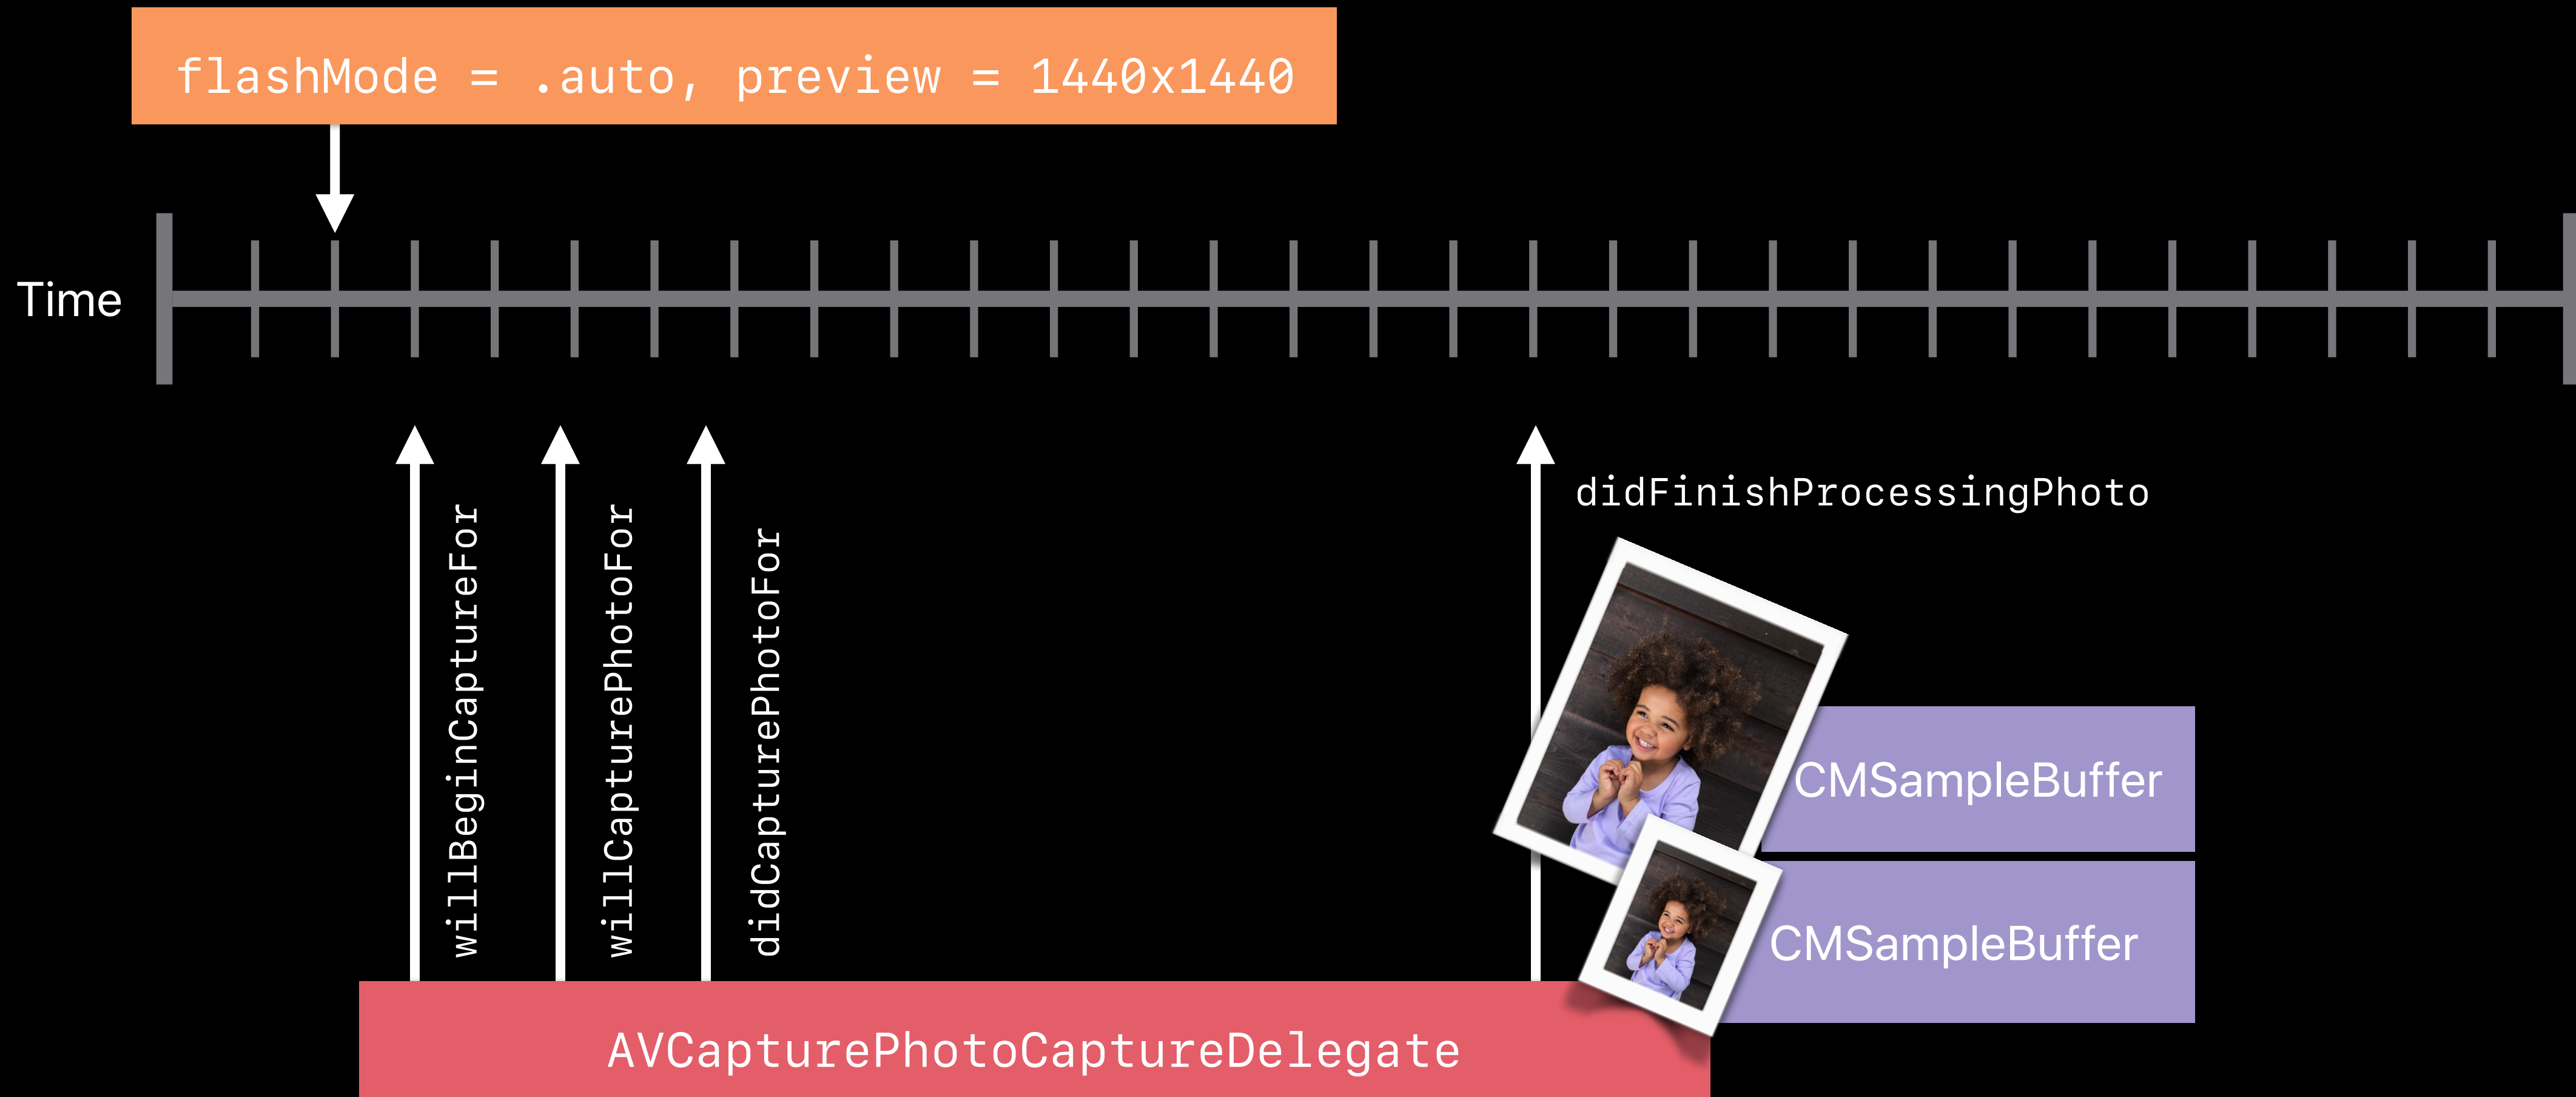 flashMode = .auto, preview = 1440x1440
Time
willBeginCaptureFor
willCapturePhotoFor
didCapturePhotoFor
didFinishProcessingPhoto
CMSampleBuffer
CMSampleBuffer
AVCapturePhotoCaptureDelegate